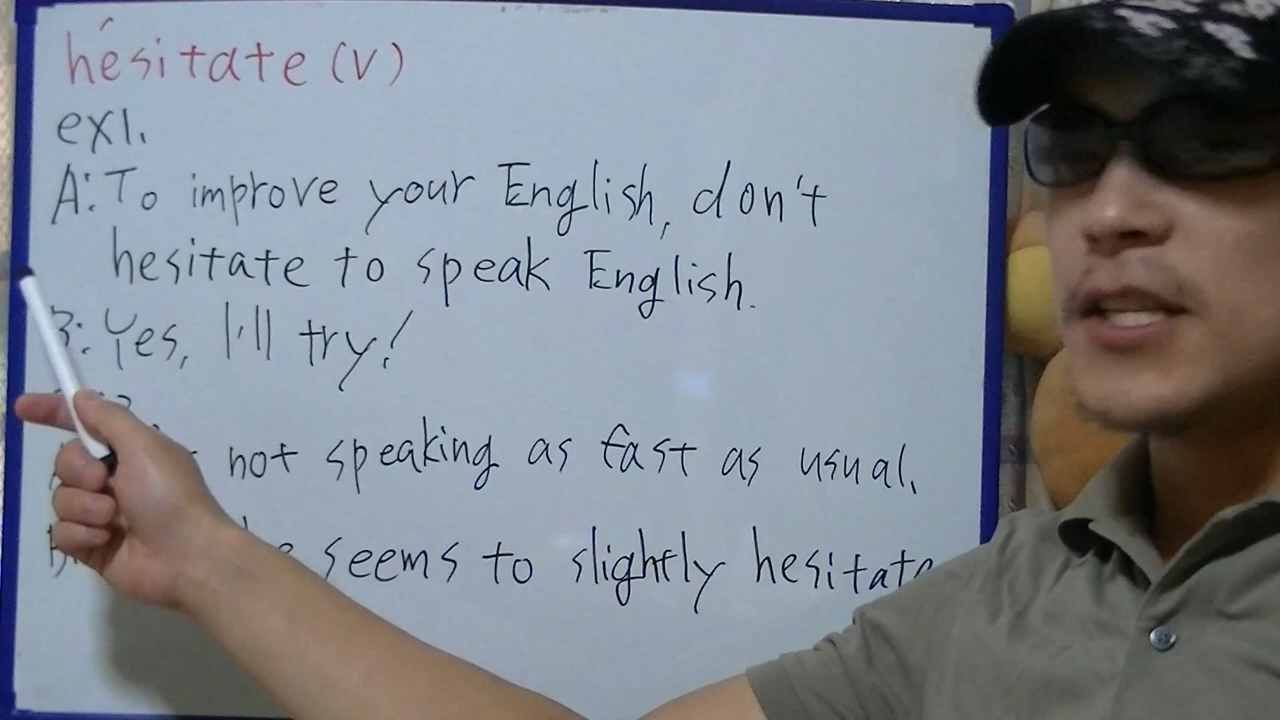 hésitate (v)
ex1.
A: To improve your English, don't
hesitate to speak English.
B: Yes, I'll try!
not speaking as fast as usual.
seems to slightly hesitate